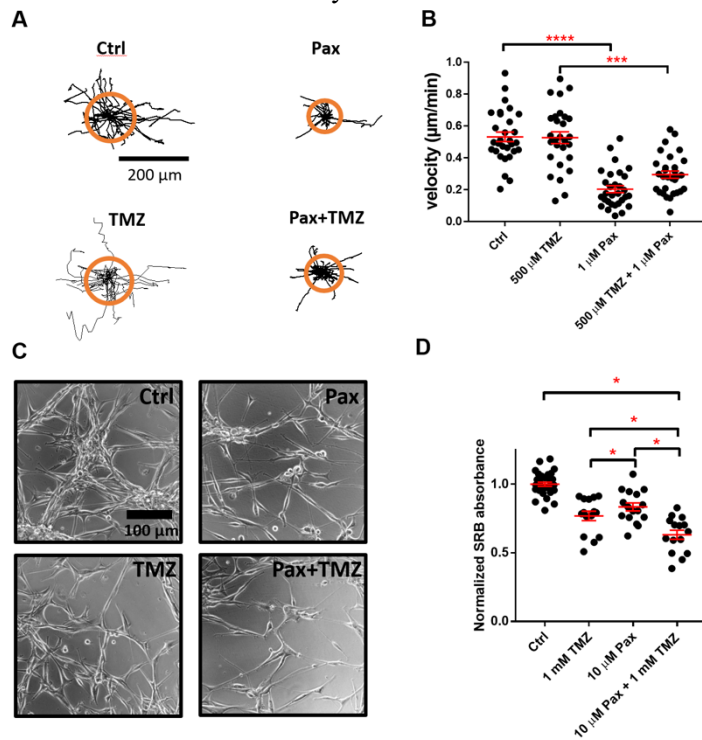 A
Ctrl
Pax
200 µm
TMZ
Pax+TMZ
B
****
***
velocity (µm/min)
1.0
0.8
0.6
0.4
0.2
0.0
Ctrl
500 µM TMZ
1 µM Pax
500 µM TMZ + 1 µM Pax
C
Ctrl
Pax
100 µm
TMZ
Pax+TMZ
D
*
*
*
*
Normalized SRB absorbance
1.0
0.5
0.0
Ctrl
1 mM TMZ
10 µM Pax
10 µM Pax + 1 mM TMZ